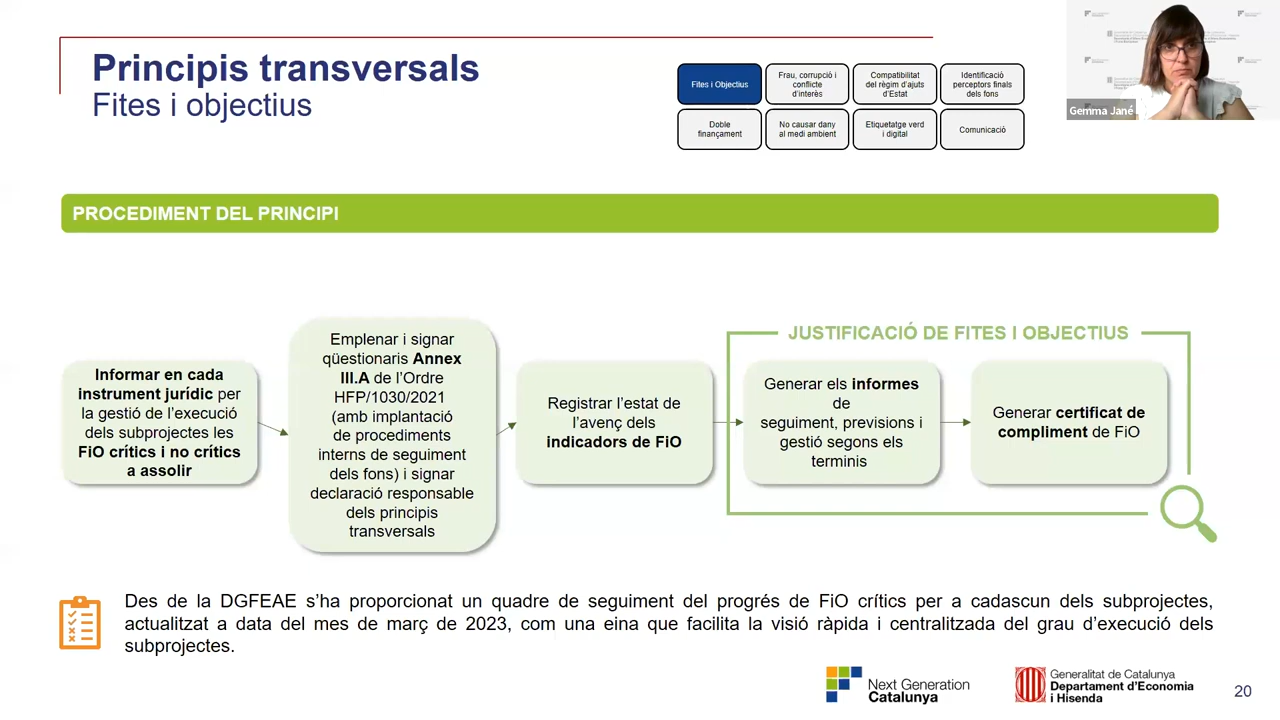 Principis transversals
Fites i objectius
Fites i Objectius
Frau, corrupció i
conflicte
d'interès
Compatibilitat
del règim d'ajuts
d'Estat
Identificació
perceptors finals
dels fons
Doble
finançament
No causar dany
al medi ambient
Etiquetatge verd
i digital
Comunicació
Gemma Jané
PROCEDIMENT DEL PRINCIPI
Informar en cada
instrument jurídic per
la gestió de l'execució
dels subprojectes les
FiO crítics i no crítics
a assolir
Emplenar i signar
qüestionaris Annex
III.A de l'Ordre
HFP/1030/2021
(amb implantació
de procediments
interns de seguiment
dels fons) i signar
declaració responsable
dels principis
transversals
Registrar l'estat de
l'avenç dels
indicadors de FiO
JUSTIFICACIÓ DE FITES I OBJECTIUS
Generar els informes
de
seguiment, previsions i
gestió segons els
terminis
Generar certificat de
compliment de FiO
Des de la DGFEAE s'ha proporcionat un quadre de seguiment del progrés de FiO crítics per a cadascun dels subprojectes,
actualitzat a data del mes de març de 2023, com una eina que facilita la visió ràpida i centralitzada del grau d'execució dels
subprojectes.
Next Generation
Catalunya
Generalitat de Catalunya
Departament d'Economia
i Hisenda
20